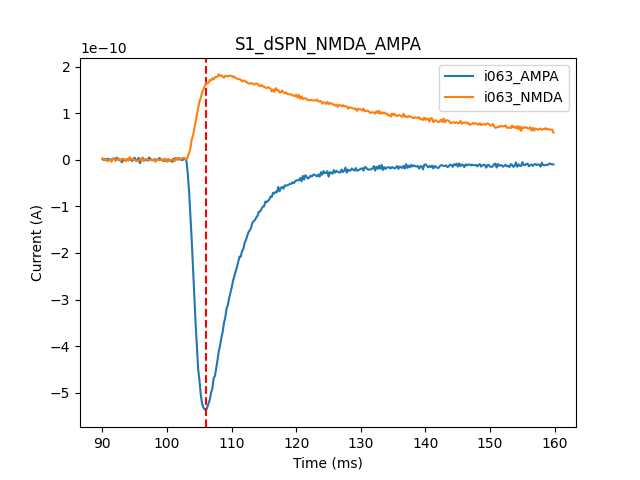 S1_dSPN_NMDA_AMPA
1e−10
i063_AMPA
i063_NMDA
2
1
0
−1
−2
−3
−4
−5
Current (A)
90 100 110 120 130 140 150 160
Time (ms)